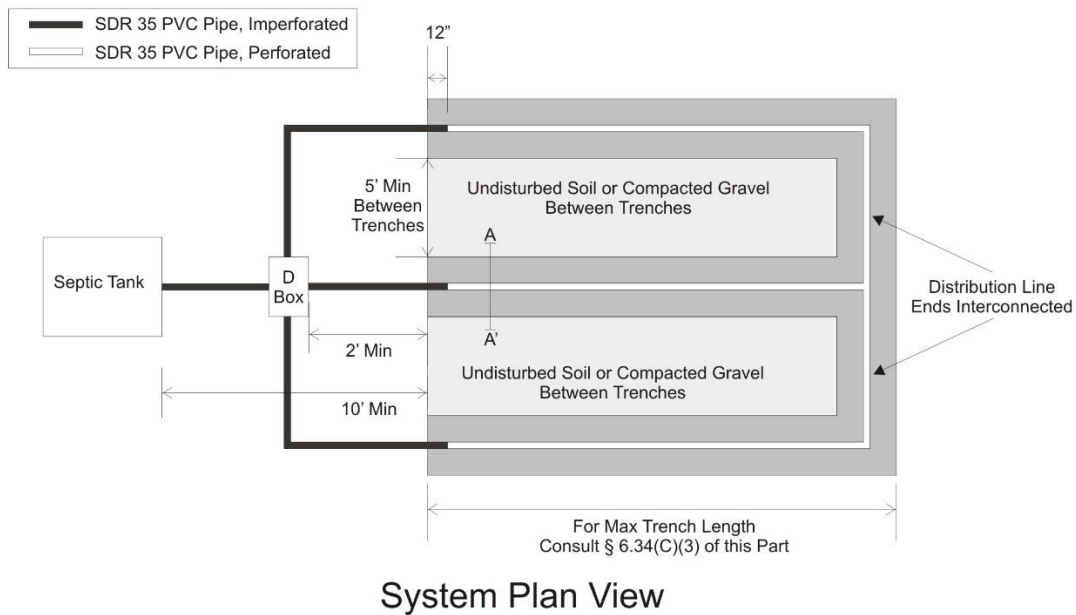 SDR 35 PVC Pipe, Imperforated
SDR 35 PVC Pipe, Perforated
12”
5’ Min
Between
Trenches
Undisturbed Soil or Compacted Gravel
Between Trenches
A
Septic Tank
D
Box
Distribution Line
Ends Interconnected
2’ Min
A’
Undisturbed Soil or Compacted Gravel
Between Trenches
10’ Min
For Max Trench Length
Consult § 6.34(C)(3) of this Part
System Plan View